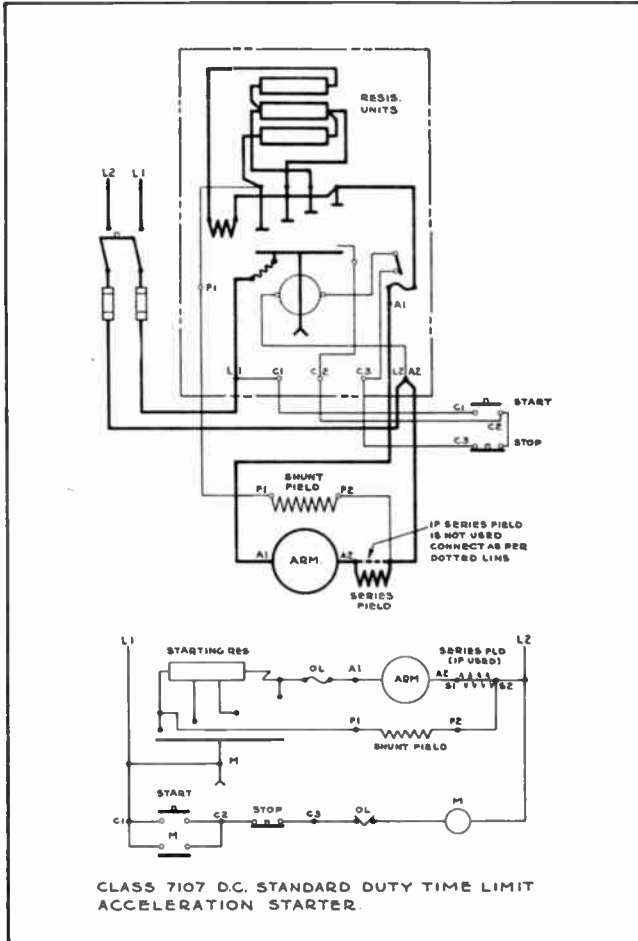 RESIS.
UNITS
L2 L1
P1
A1
L1 C1 C2 C3 L2 A2
C1 START
C2
C3 STOP
SHUNT
FIELD
P1 P2
IF SERIES FIELD
IS NOT USED
CONNECT AS PER
DOTTED LINE
A1 ARM. A2
SERIES
FIELD
L1 L2
STARTING RES
SERIES FLD
(IF USED)
OL A1 ARM A2 S1 S2
P1 P2
SHUNT FIELD
M
START
C1 C2 STOP C3 OL M
M
CLASS 7107 D.C. STANDARD DUTY TIME LIMIT
ACCELERATION STARTER.